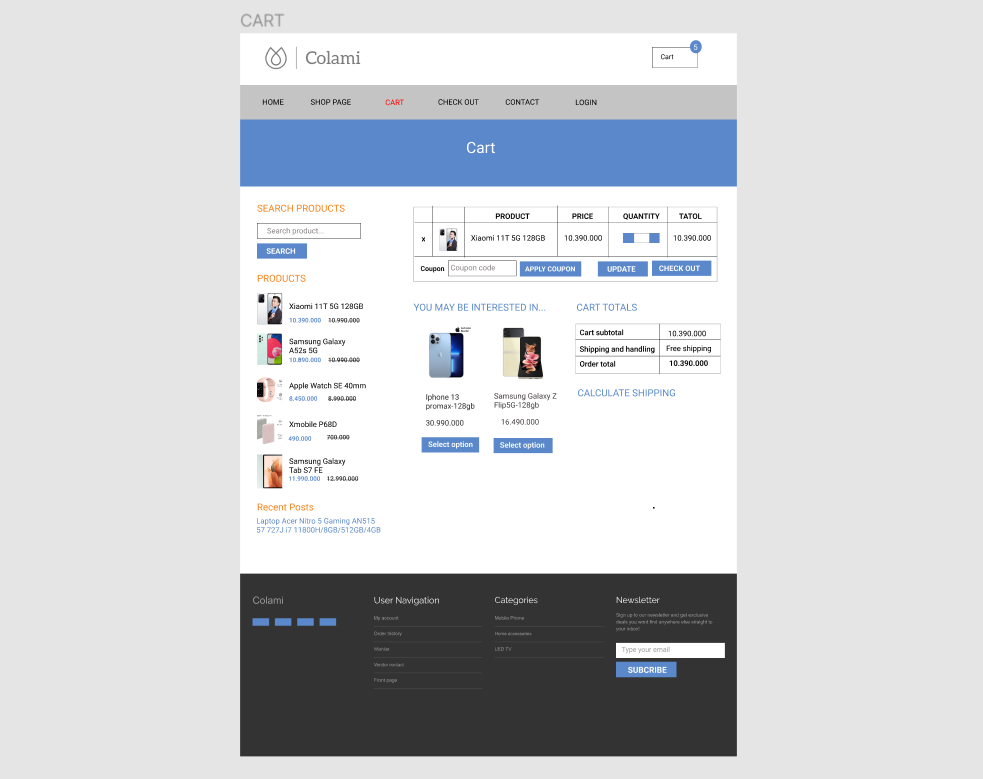 CART
Colami
Cart
5
HOME
SHOP PAGE
CART
CHECK OUT
CONTACT
LOGIN
Cart
SEARCH PRODUCTS
Search product...
SEARCH
PRODUCTS
Xiaomi 11T 5G 128GB
10.390.000 10.990.000
Samsung Galaxy
A52s 5G
10.890.000 10.990.000
Apple Watch SE 40mm
8,450.000 8.990.000
Xmobile P68D
490.000 700.000
Samsung Galaxy
Tab S7 FE
11.990.000 12.990.000
Recent Posts
Laptop Acer Nitro 5 Gaming AN515
57 727J i7 11800H/8GB/512GB/4GB
PRODUCT PRICE QUANTITY TATOL
x Xiaomi 11T 5G 128GB 10.390.000 10.390.000
Coupon Coupon code APPLY COUPON UPDATE CHECK OUT
YOU MAY BE INTERESTED IN...
Iphone 13
promax-128gb
30.990.000
Select option
Samsung Galaxy Z
Flip5G-128gb
16.490.000
Select option
CART TOTALS
Cart subtotal 10.390.000
Shipping and handling Free shipping
Order total 10.390.000
CALCULATE SHIPPING
Colami
User Navigation
My account
Order history
Wishlist
Vendor contact
Front page
Categories
Mobile Phone
Home accessories
LED TV
Newsletter
Sign up to our newsletter and get exclusive
deals you wont find anywhere else straight to
your inbox!
Type your email
SUBCRIBE